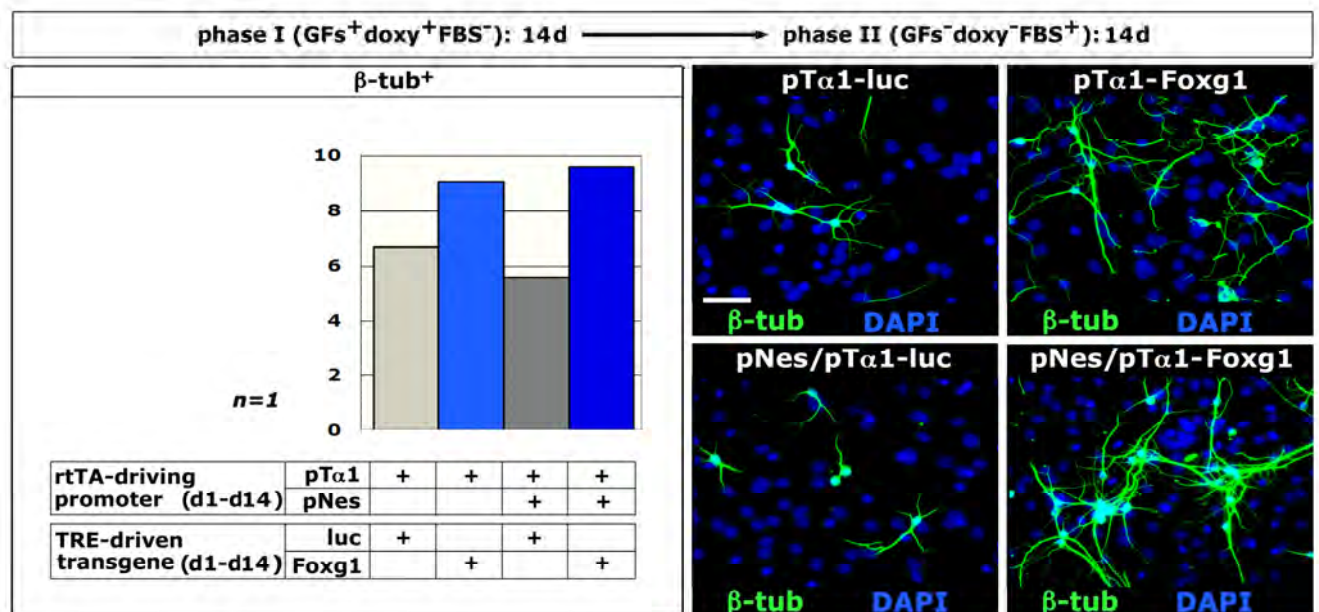 phase I (GFs⁺doxy⁺FBS⁻): 14d phase II (GFs⁻doxy⁻FBS⁺): 14d
β-tub⁺
10
8
6
4
2
0
n=1
rtTA-driving promoter (d1-d14)
pTα1 + + + +
pNes + +
TRE-driven transgene (d1-d14)
luc + +
Foxg1 + +
pTα1-luc
β-tub DAPI
pTα1-Foxg1
β-tub DAPI
pNes/pTα1-luc
β-tub DAPI
pNes/pTα1-Foxg1
β-tub DAPI